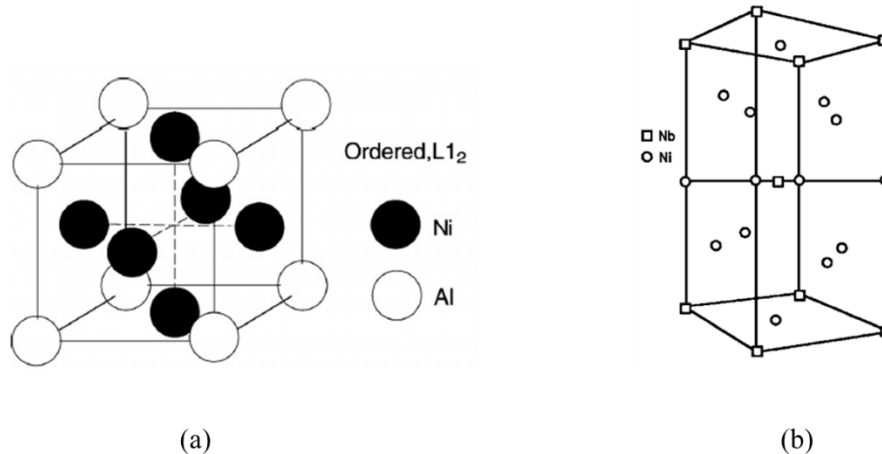 Ordered,L1₂
Ni
Al
Nb
Ni
(a)
(b)